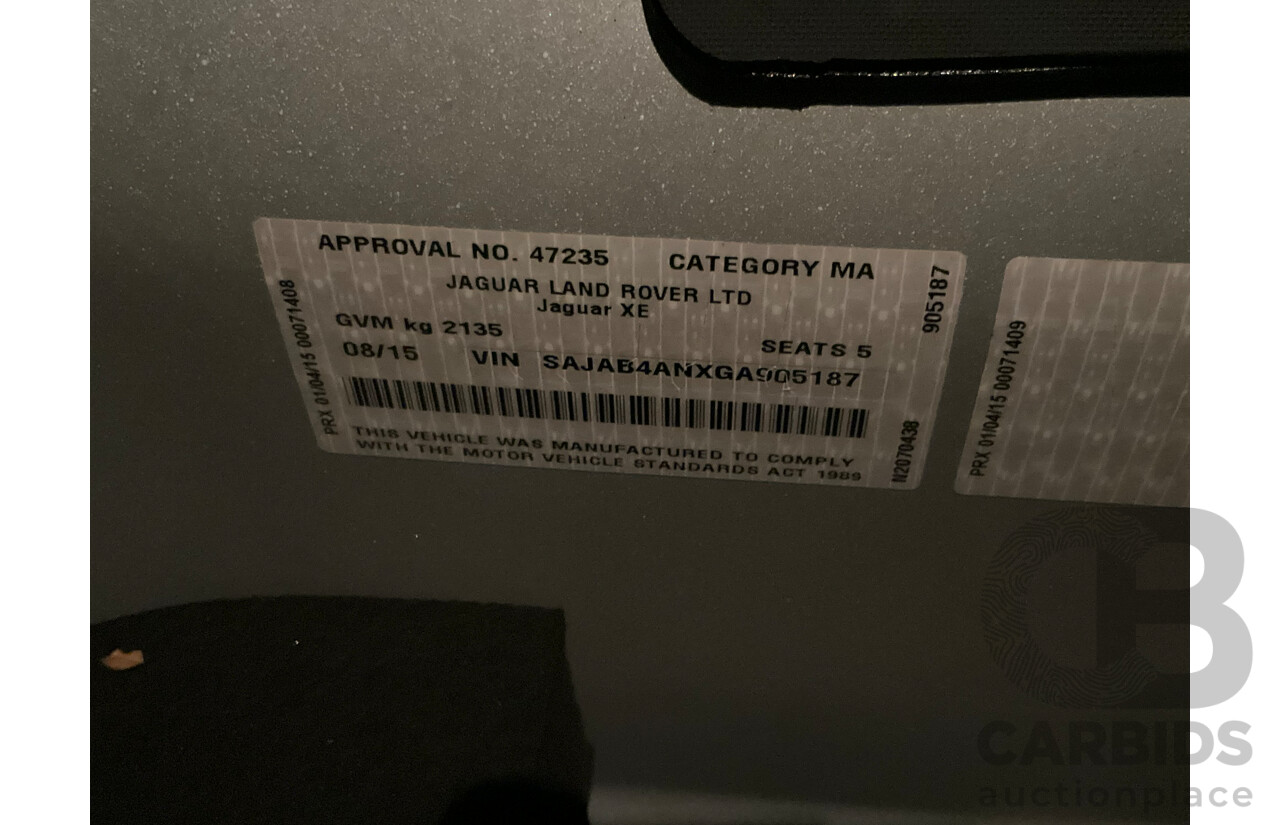 APPROVAL NO. 47235 CATEGORY MA
JAGUAR LAND ROVER LTD
Jaguar XE
GVM kg 2135 SEATS 5
08/15 VIN SAJAB4ANXGA905187
THIS VEHICLE WAS MANUFACTURED TO COMPLY
WITH THE MOTOR VEHICLE STANDARDS ACT 1989
PRX 01/04/15 00071408
905187
N2070438
PRX 01/04/15 00071409
CB
CARBIDS
auctionplace